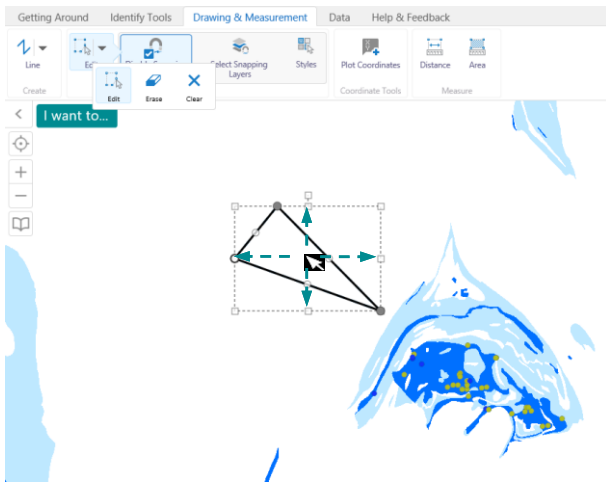 Getting Around Identify Tools Drawing & Measurement Data Help & Feedback
Line
Select Snapping
Layers
Styles
Plot Coordinates
Distance
Area
Create
Coordinate Tools
Measure
Edit
Erase
Clear
I want to...